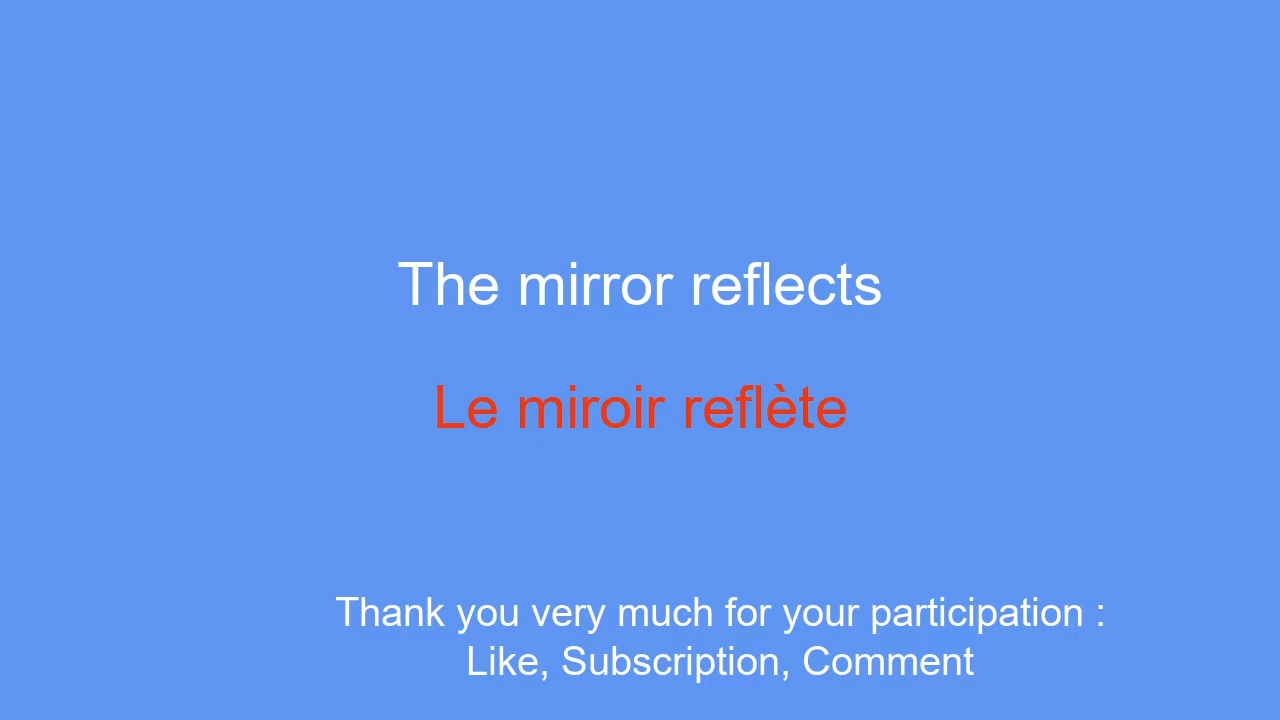 The mirror reflects
Le miroir reflète
Thank you very much for your participation :
Like, Subscription, Comment